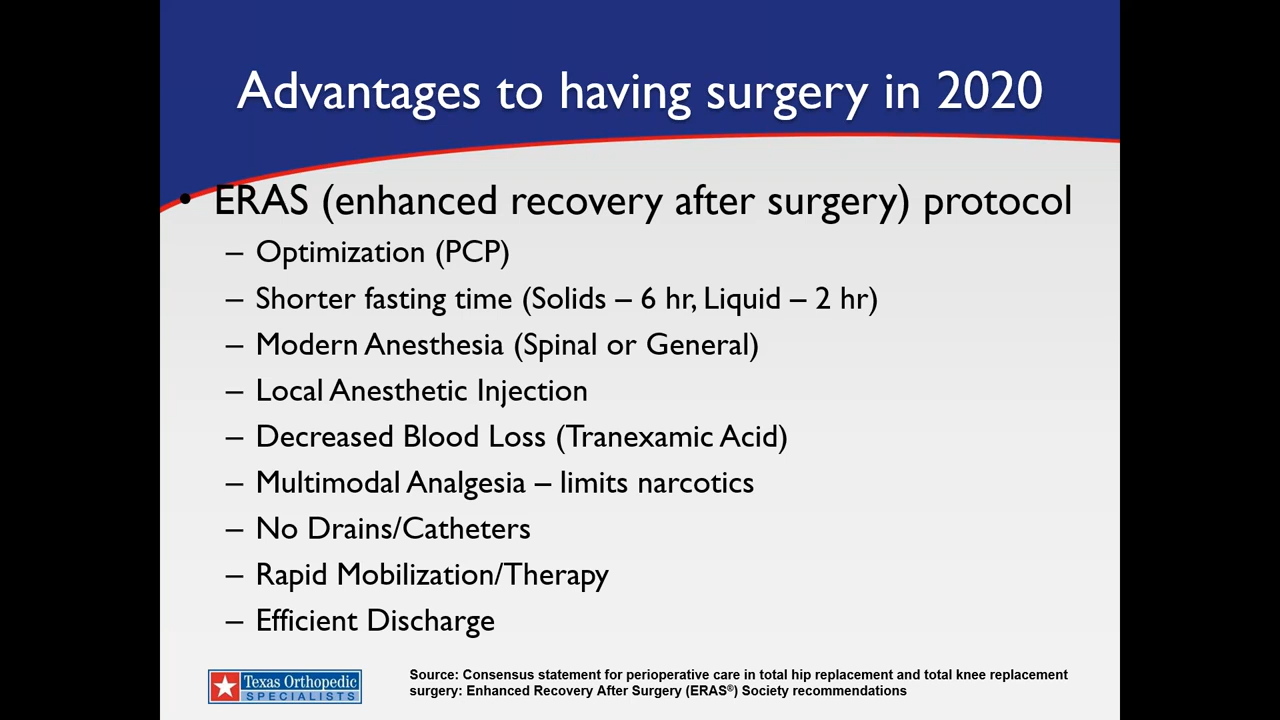 Advantages to having surgery in 2020
• ERAS (enhanced recovery after surgery) protocol
– Optimization (PCP)
– Shorter fasting time (Solids – 6 hr, Liquid – 2 hr)
– Modern Anesthesia (Spinal or General)
– Local Anesthetic Injection
– Decreased Blood Loss (Tranexamic Acid)
– Multimodal Analgesia – limits narcotics
– No Drains/Catheters
– Rapid Mobilization/Therapy
– Efficient Discharge
Texas Orthopedic
SPECIALISTS
Source: Consensus statement for perioperative care in total hip replacement and total knee replacement
surgery: Enhanced Recovery After Surgery (ERAS®) Society recommendations